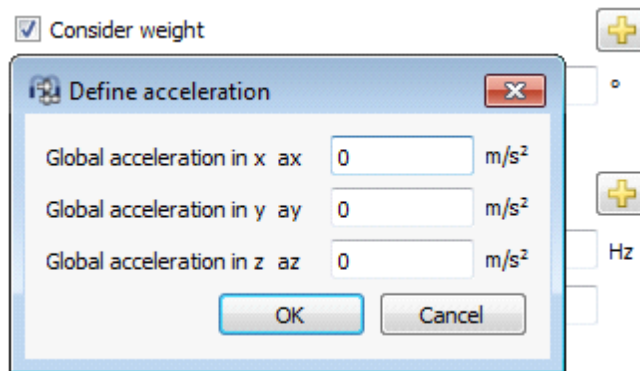 Consider weight
Define acceleration
°
Global acceleration in x ax 0 m/s²
Global acceleration in y ay 0 m/s²
Global acceleration in z az 0 m/s²
Hz
OK Cancel